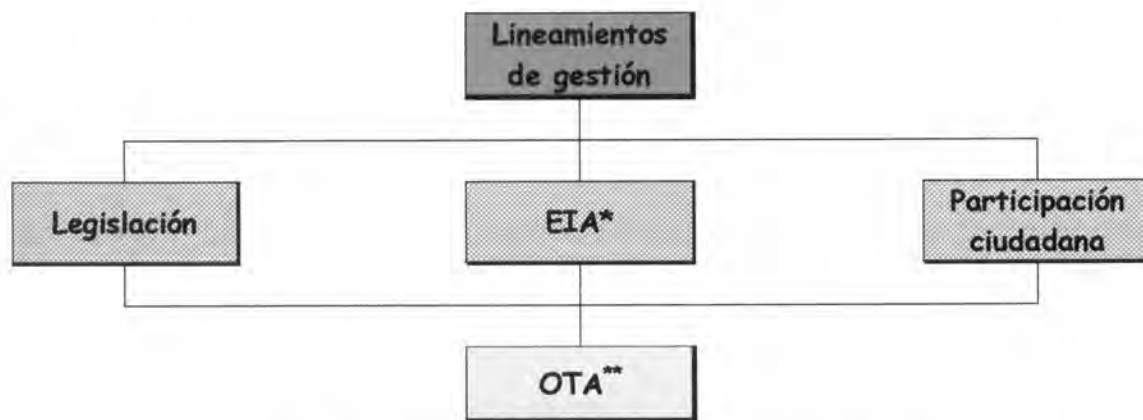 Lineamientos
de gestión
Legislación
EIA*
Participación
ciudadana
OTA**